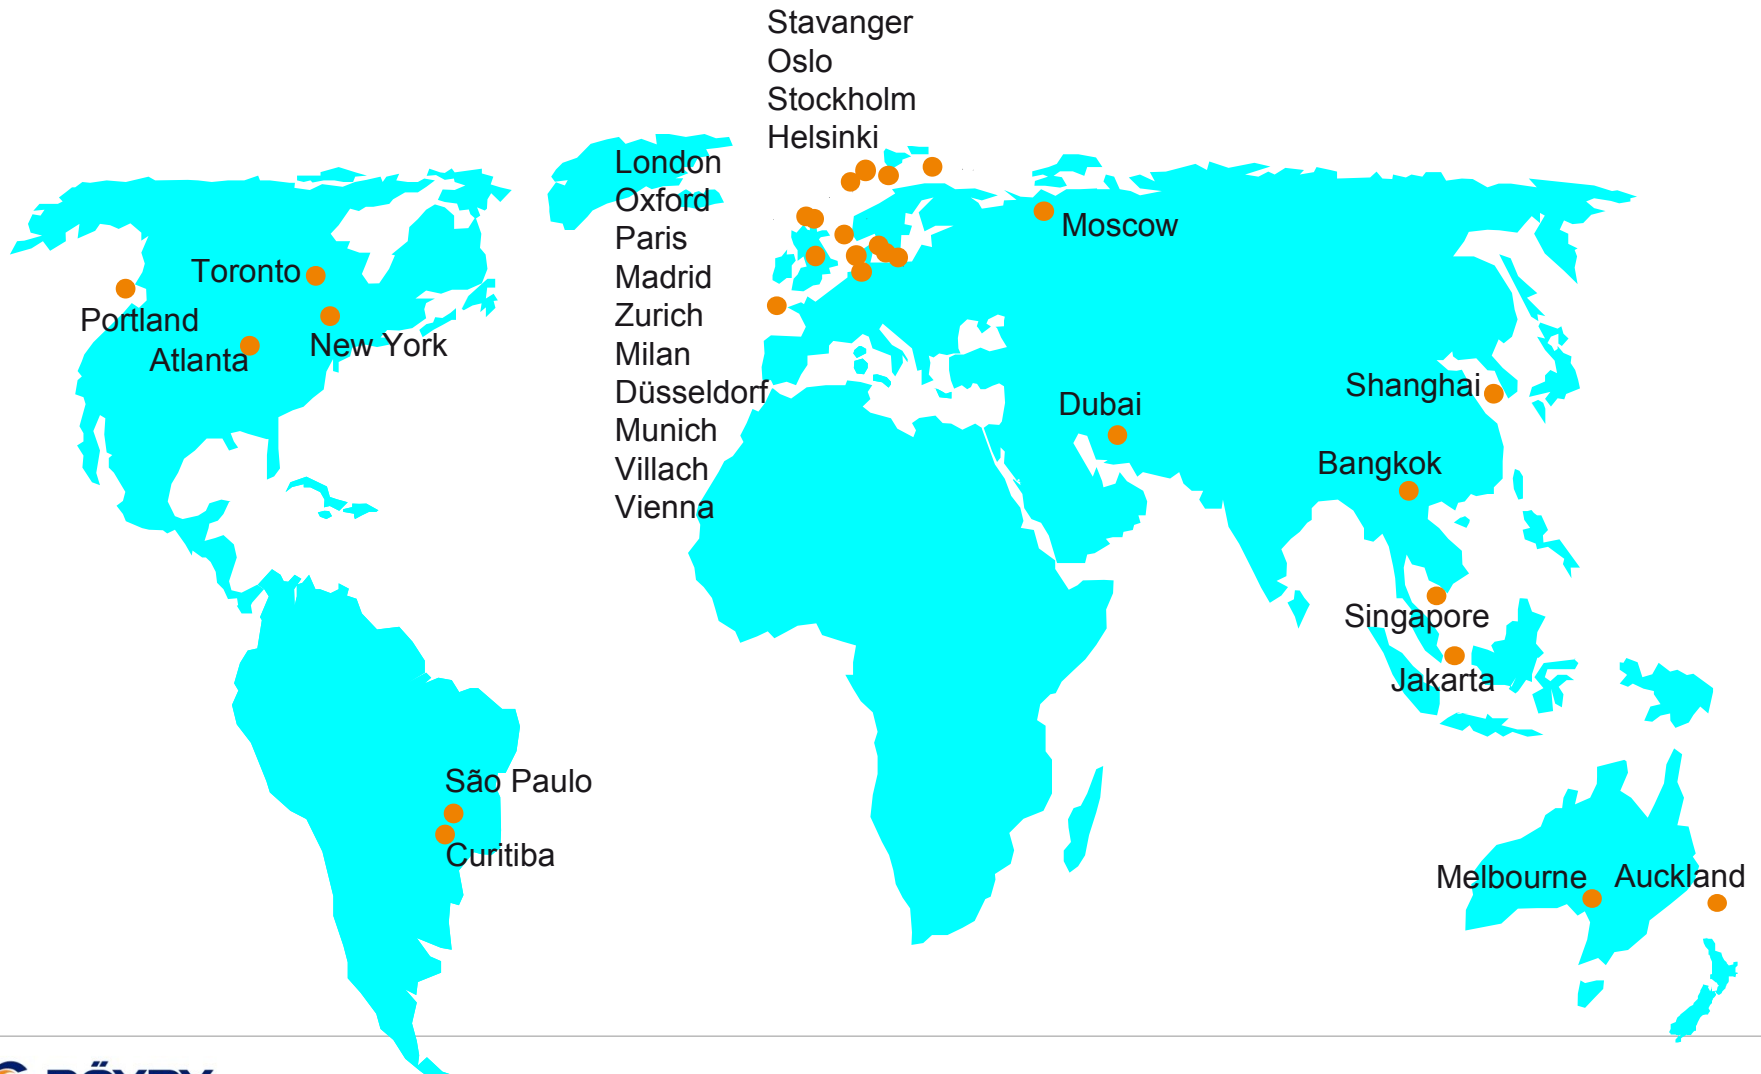 Stavanger
Oslo
Stockholm
Helsinki
London
Oxford
Paris
Madrid
Zurich
Milan
Düsseldorf
Munich
Villach
Vienna
Moscow
Toronto
Portland
New York
Atlanta
Shanghai
Dubai
Bangkok
Singapore
Jakarta
São Paulo
Curitiba
Melbourne
Auckland